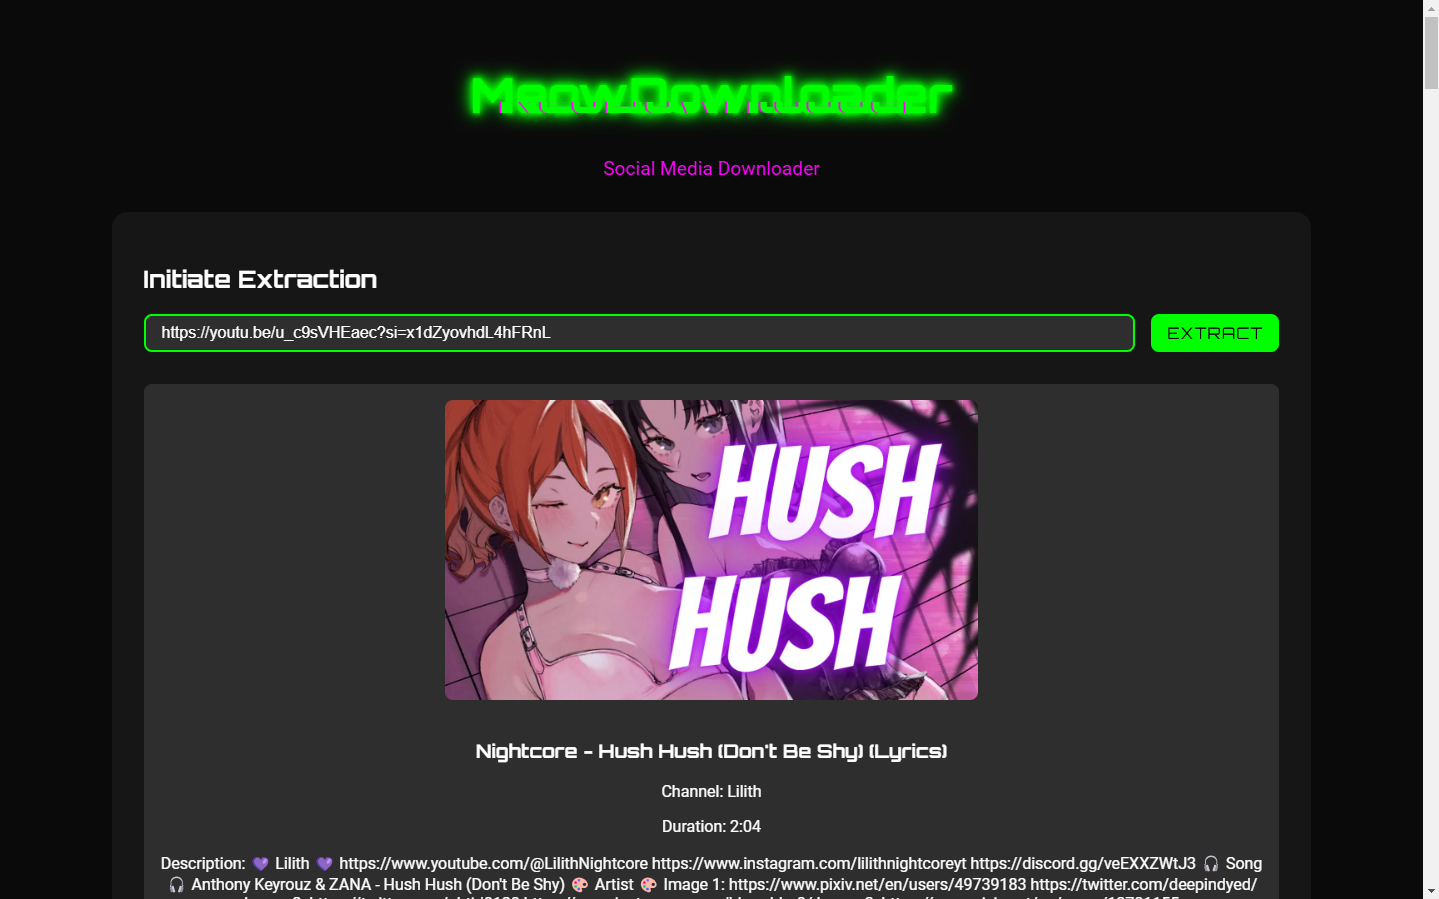 MeowDownloader
Social Media Downloader
Initiate Extraction
https://youtu.be/u_c9sVHEaec?si=x1dZyovhdL4hFRnL
EXTRACT
HUSH
HUSH
Nightcore - Hush Hush (Don't Be Shy) (Lyrics)
Channel: Lilith
Duration: 2:04
Description: 💜 Lilith 💜 https://www.youtube.com/@LilithNightcore https://www.instagram.com/lilithnightcoreyt https://discord.gg/veEXXZWtJ3 🎧 Song
🎧 Anthony Keyrouz & ZANA - Hush Hush (Don't Be Shy) 🎨 Artist 🎨 Image 1: https://www.pixiv.net/en/users/49739183 https://twitter.com/deepindyed/